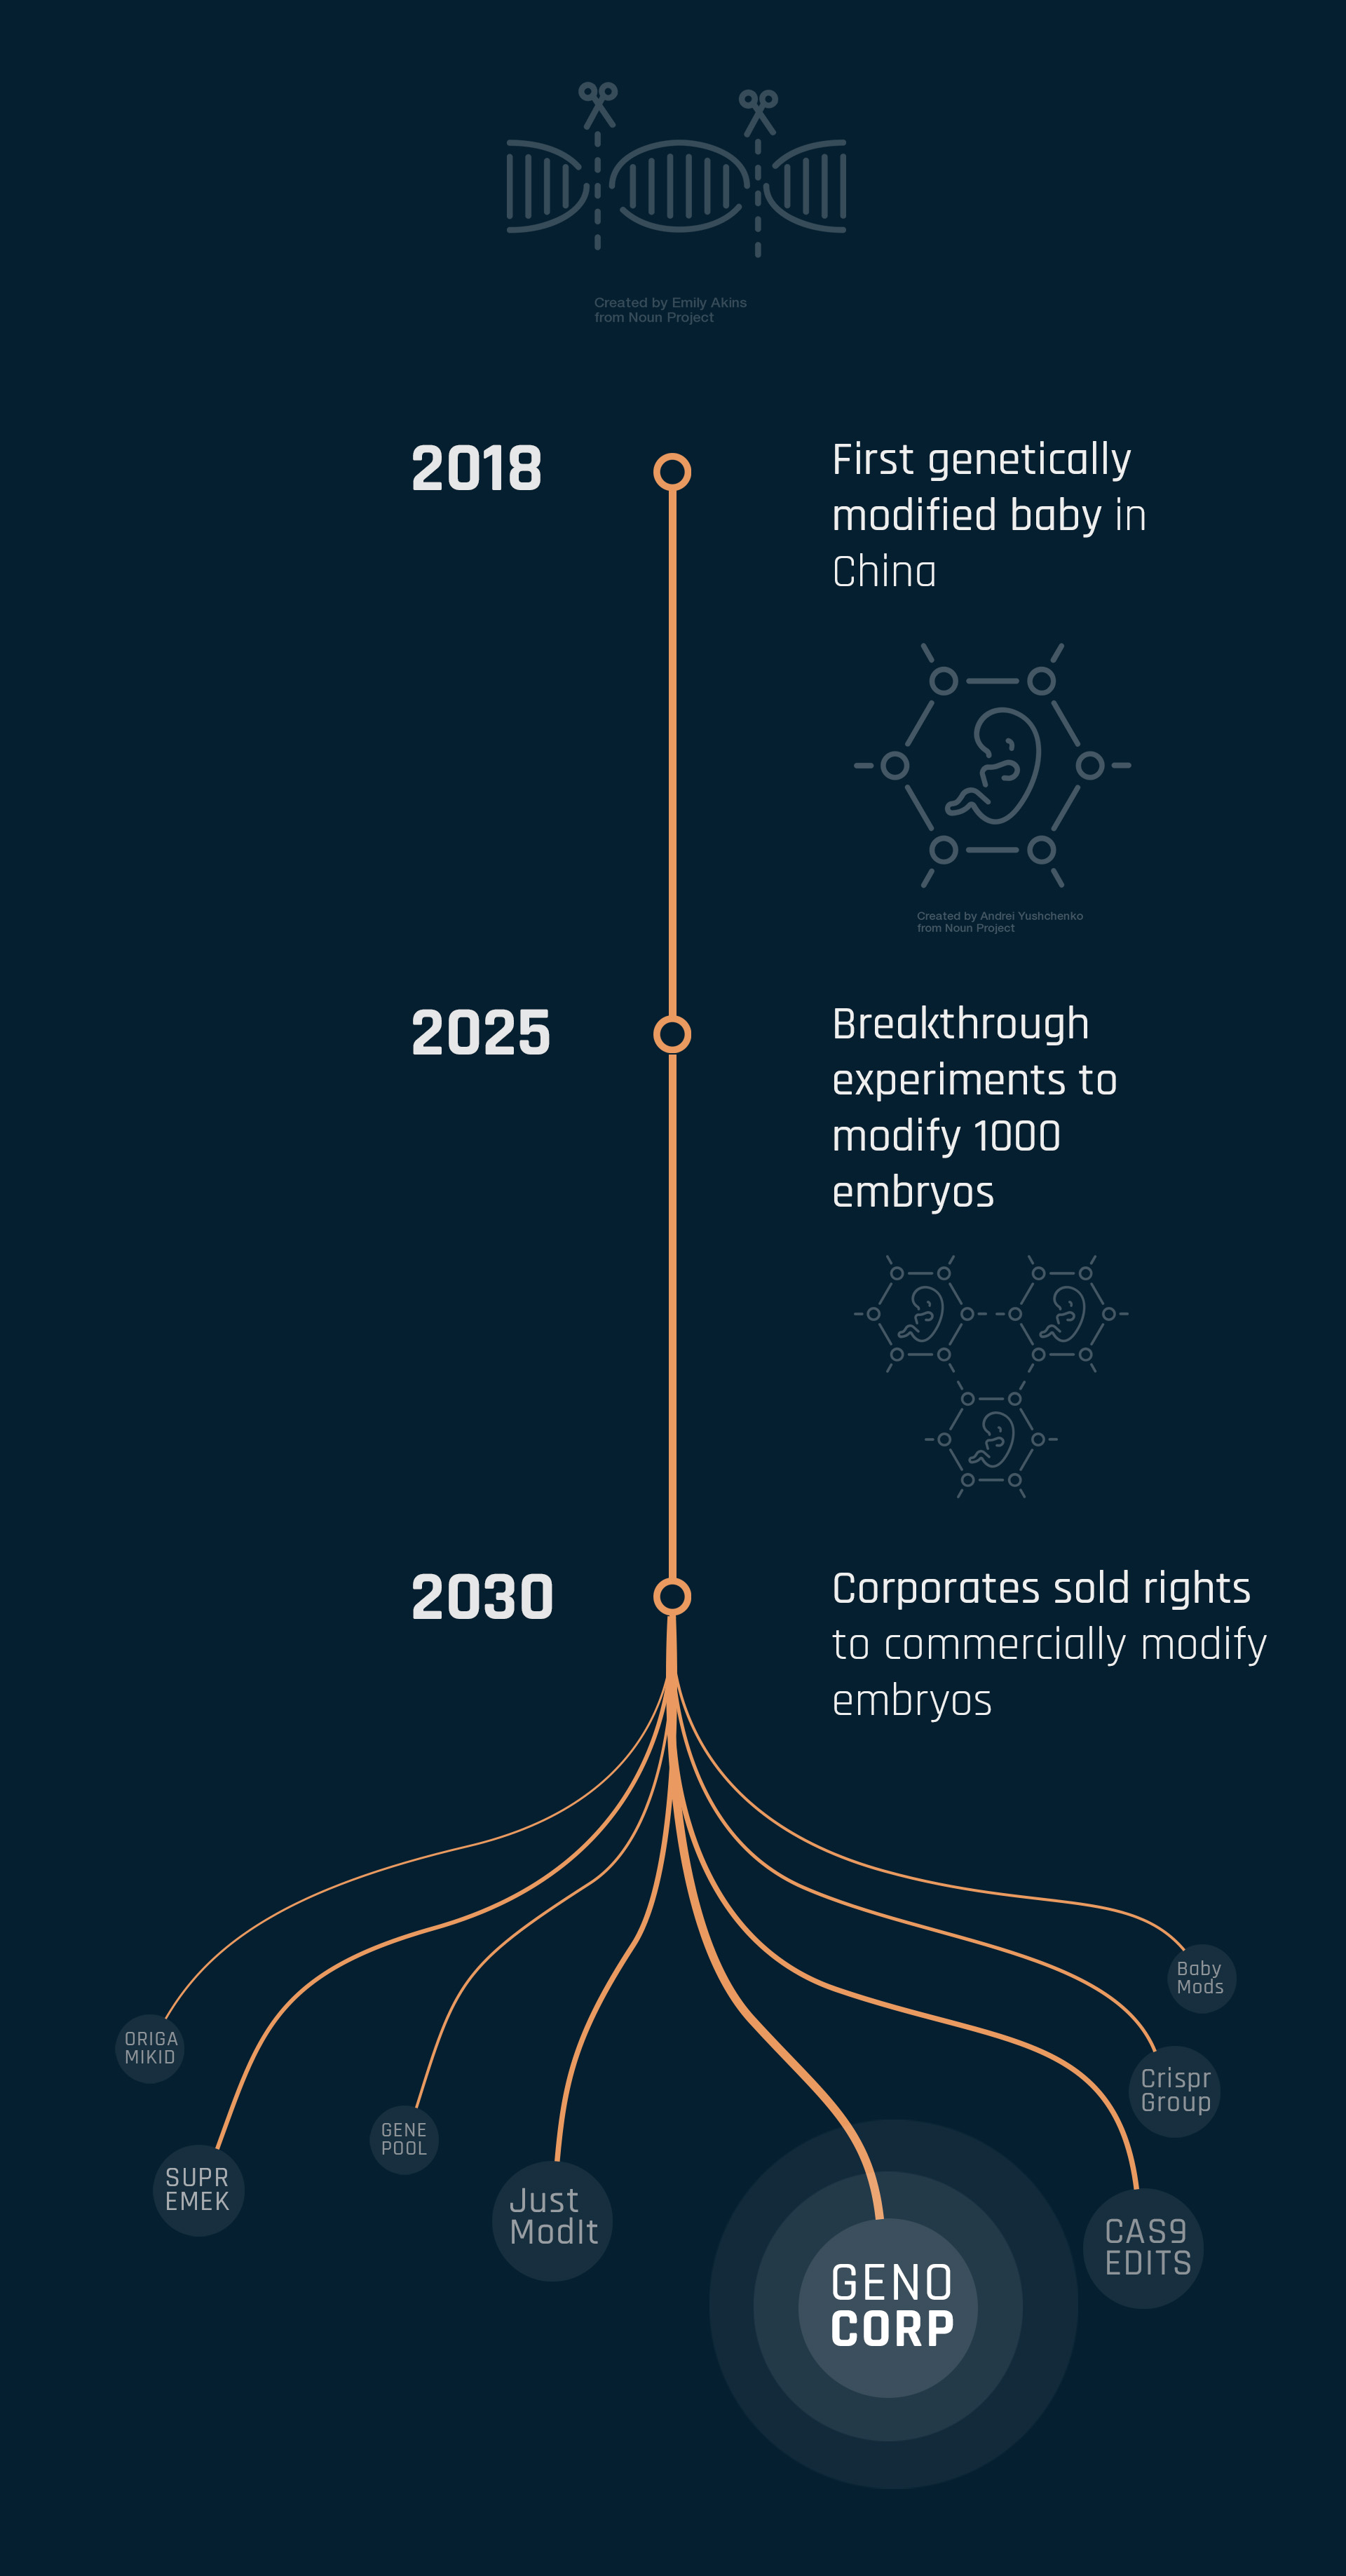 Created by Emily Akins
from Noun Project
2018
First genetically
modified baby in
China
Created by Andrei Yushchenko
from Noun Project
2025
Breakthrough
experiments to
modify 1000
embryos
2030
Corporates sold rights
to commercially modify
embryos
Baby
Mods
ORIGA
MIKID
Crispr
Group
GENE
POOL
SUPR
EMEK
Just
ModIt
CAS9
EDITS
GENO
CORP